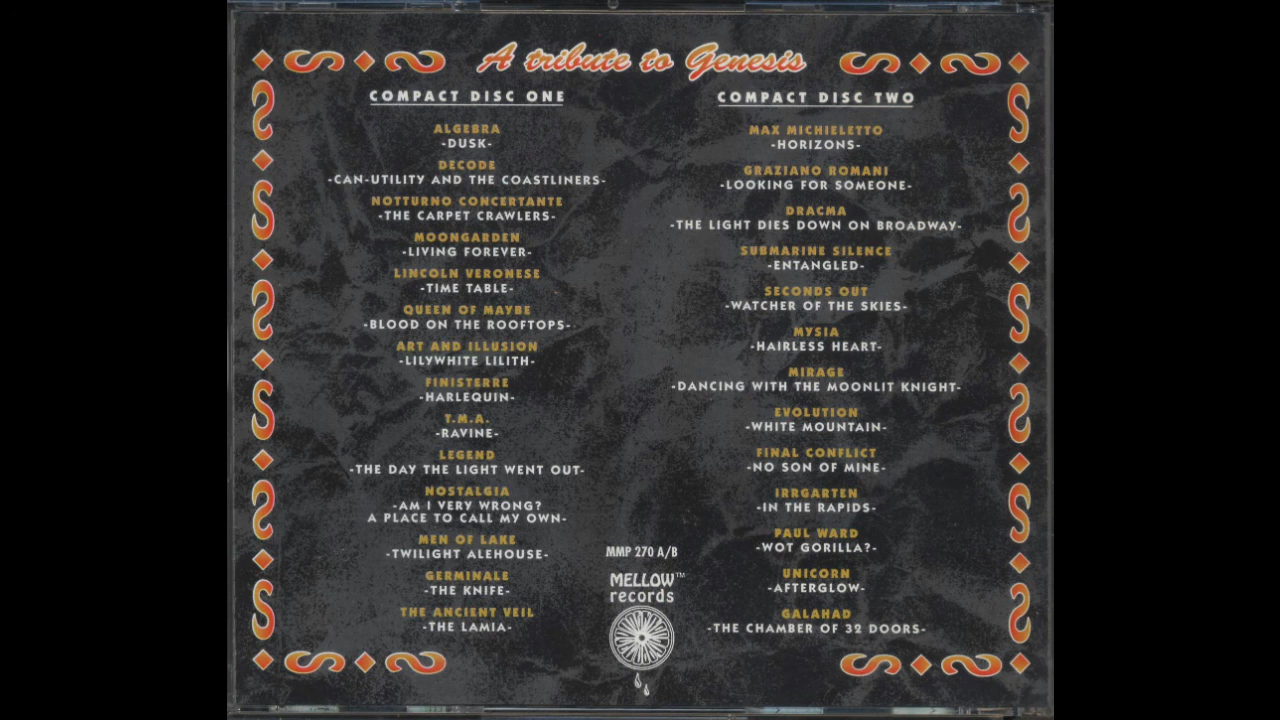 A tribute to Genesis
COMPACT DISC ONE
ALGEBRA
-DUSK-
DECODE
-CAN-UTILITY AND THE COASTLINERS-
NOTTURNO CONCERTANTE
-THE CARPET CRAWLERS-
MOONGARDEN
-LIVING FOREVER-
LINCOLN VERONESE
-TIME TABLE-
QUEEN OF MAYBE
-BLOOD ON THE ROOFTOPS-
ART AND ILLUSION
-LILYWHITE LILITH-
FINISTERRE
-HARLEQUIN-
T.M.A.
-RAVINE-
LEGEND
-THE DAY THE LIGHT WENT OUT-
NOSTALGIA
-AM I VERY WRONG?
A PLACE TO CALL MY OWN-
MEN OF LAKE
-TWILIGHT ALEHOUSE-
GERMINALE
-THE KNIFE-
THE ANCIENT VEIL
-THE LAMIA-
COMPACT DISC TWO
MAX MICHIELETTO
-HORIZONS-
GRAZIANO ROMANI
-LOOKING FOR SOMEONE-
DRACMA
-THE LIGHT DIES DOWN ON BROADWAY-
SUBMARINE SILENCE
-ENTANGLED-
SECONDS OUT
-WATCHER OF THE SKIES-
MYSIA
-HAIRLESS HEART-
MIRAGE
-DANCING WITH THE MOONLIT KNIGHT-
EVOLUTION
-WHITE MOUNTAIN-
FINAL CONFLICT
-NO SON OF MINE-
IRRGARTEN
-IN THE RAPIDS-
PAUL WARD
-WOT GORILLA?-
UNICORN
-AFTERGLOW-
GALAHAD
-THE CHAMBER OF 32 DOORS-
MMP 270 A/B
MELLOW™
records